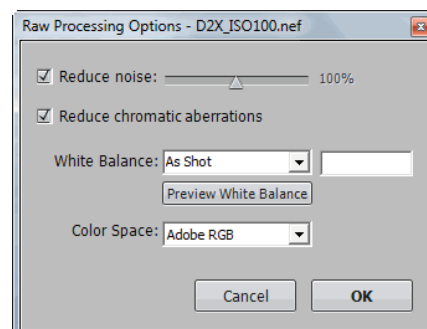 Raw Processing Options - D2X_ISO100.nef
Reduce noise: 100%
Reduce chromatic aberrations
White Balance: As Shot
Preview White Balance
Color Space: Adobe RGB
Cancel OK